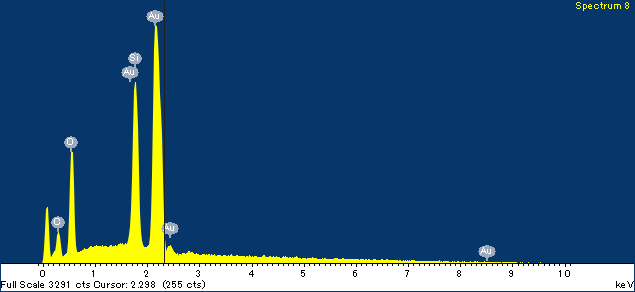 Spectrum 8
Au
Si
Au
O
C
Au
Au
0 1 2 3 4 5 6 7 8 9 10
Full Scale 3291 cts Cursor: 2.298 (255 cts) keV